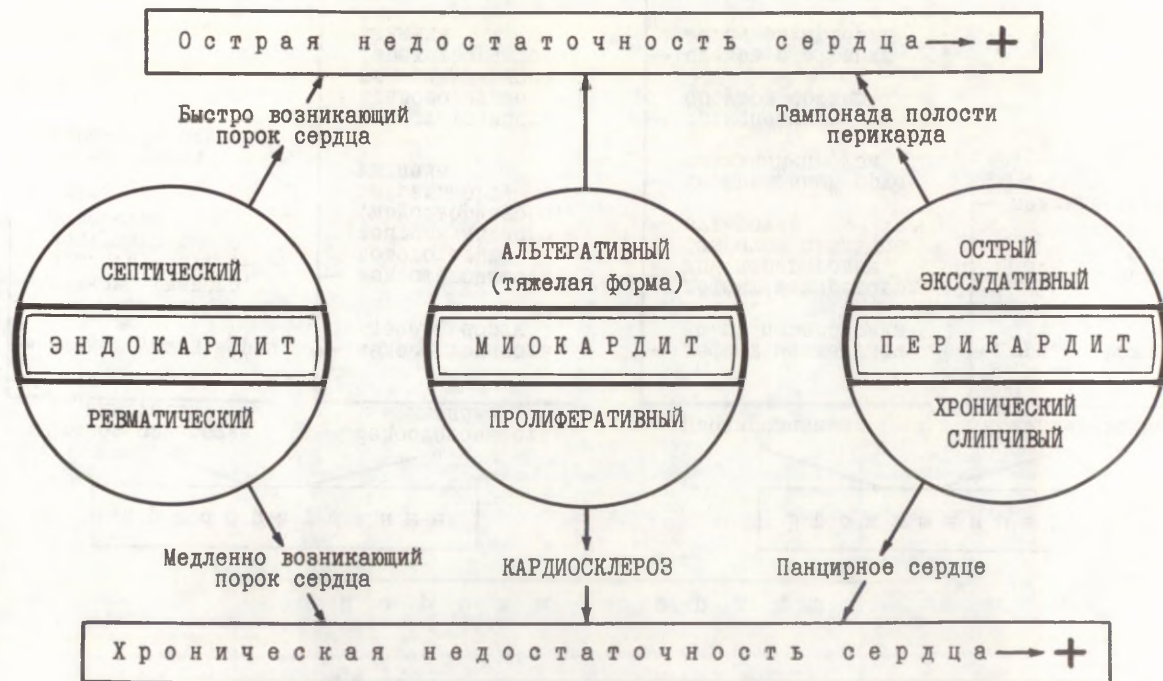 Острая недостаточность сердца → +
Быстро возникающий
порок сердца
Тампонада полости
перикарда
СЕПТИЧЕСКИЙ
АЛЬТЕРАТИВНЫЙ
(тяжелая форма)
ОСТРЫЙ
ЭКССУДАТИВНЫЙ
ЭНДОКАРДИТ
МИОКАРДИТ
ПЕРИКАРДИТ
РЕВМАТИЧЕСКИЙ
ПРОЛИФЕРАТИВНЫЙ
ХРОНИЧЕСКИЙ
СЛИПЧИВЫЙ
Медленно возникающий
порок сердца
КАРДИОСКЛЕРОЗ
Панцирное сердце
Хроническая недостаточность сердца → +